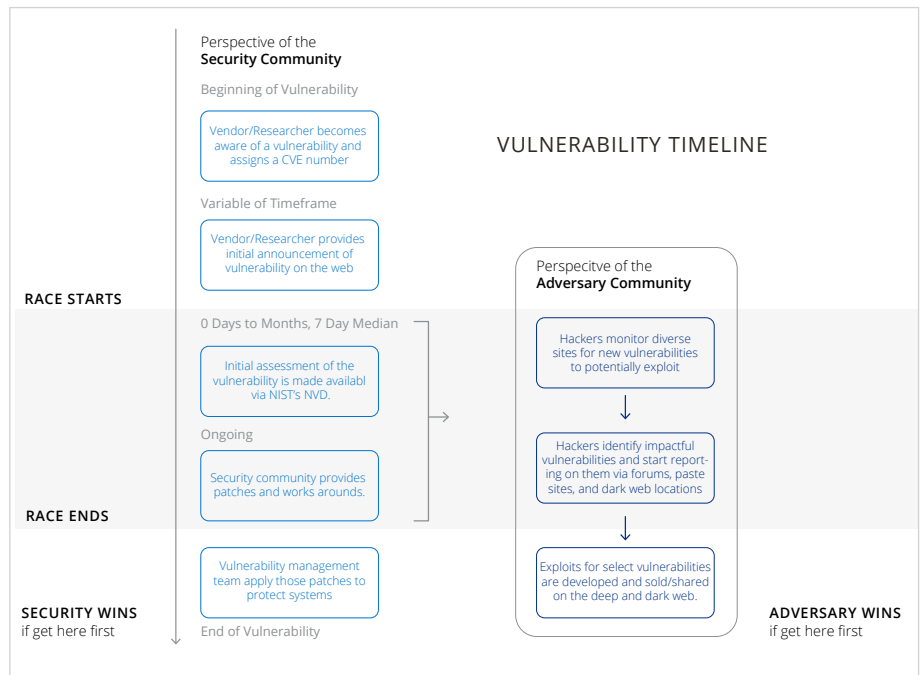 Perspective of the
Security Community
Beginning of Vulnerability
Vendor/Researcher becomes
aware of a vulnerability and
assigns a CVE number
VULNERABILITY TIMELINE
Variable of Timeframe
Vendor/Researcher provides
initial announcement of
vulnerability on the web
Perspecitve of the
Adversary Community
RACE STARTS
0 Days to Months, 7 Day Median
Hackers monitor diverse
sites for new vulnerabilities
to potentially exploit
Initial assessment of the
vulnerability is made availabl
via NIST's NVD.
Ongoing
Hackers identify impactful
vulnerabilities and start report-
ing on them via forums, paste
sites, and dark web locations
Security community provides
patches and works arounds.
RACE ENDS
Vulnerability management
team apply those patches to
protect systems
Exploits for select vulnerabilities
are developed and sold/shared
on the deep and dark web.
SECURITY WINS
if get here first
End of Vulnerability
ADVERSARY WINS
if get here first